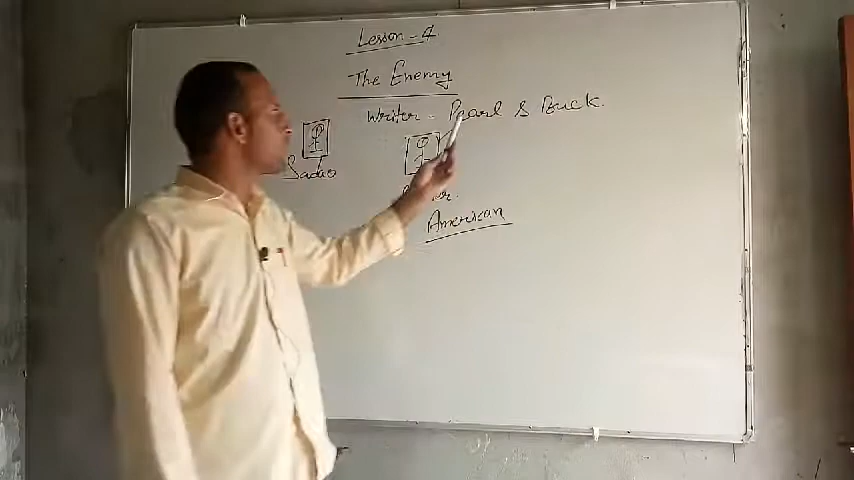 Lesson - 4
The Enemy
Writer - Pearl S Buck.
Sadao
American